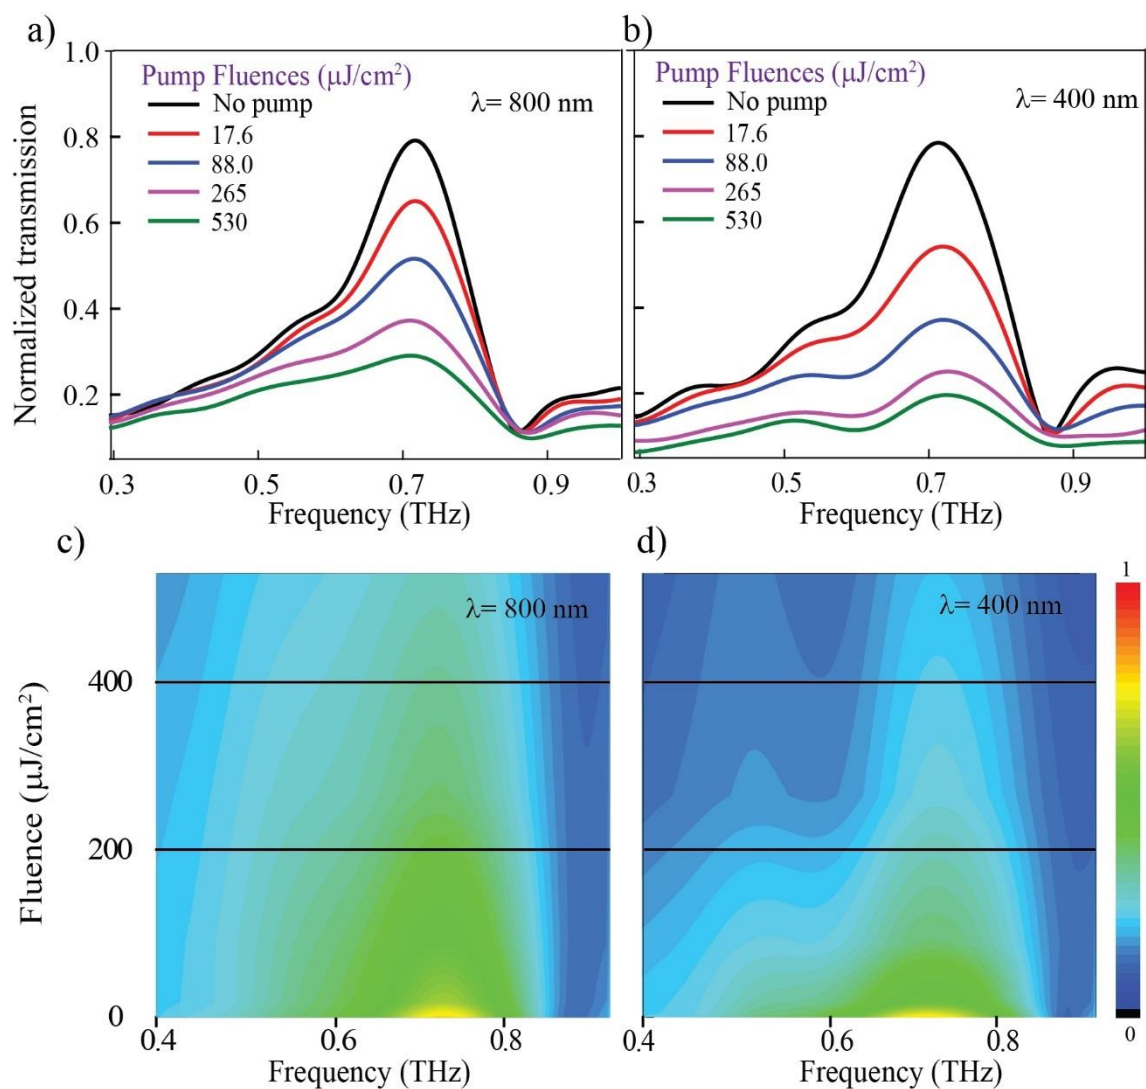 a)
Pump Fluences (μJ/cm²)
No pump
17.6
88.0
265
530
λ= 800 nm
1.0
0.8
0.6
0.4
0.2
Normalized transmission
0.3 0.5 0.7 0.9
Frequency (THz)
b)
Pump Fluences (μJ/cm²)
No pump
17.6
88.0
265
530
λ= 400 nm
0.3 0.5 0.7 0.9
Frequency (THz)
c)
λ= 800 nm
400
200
0
Fluence (μJ/cm²)
0.4 0.6 0.8
Frequency (THz)
d)
λ= 400 nm
0.4 0.6 0.8
Frequency (THz)
1
0